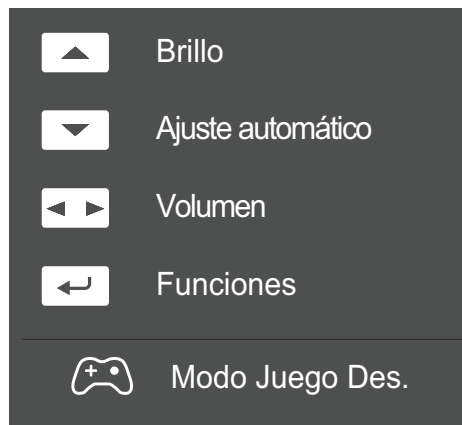 Brillo
Ajuste automático
Volumen
Funciones
Modo Juego Des.